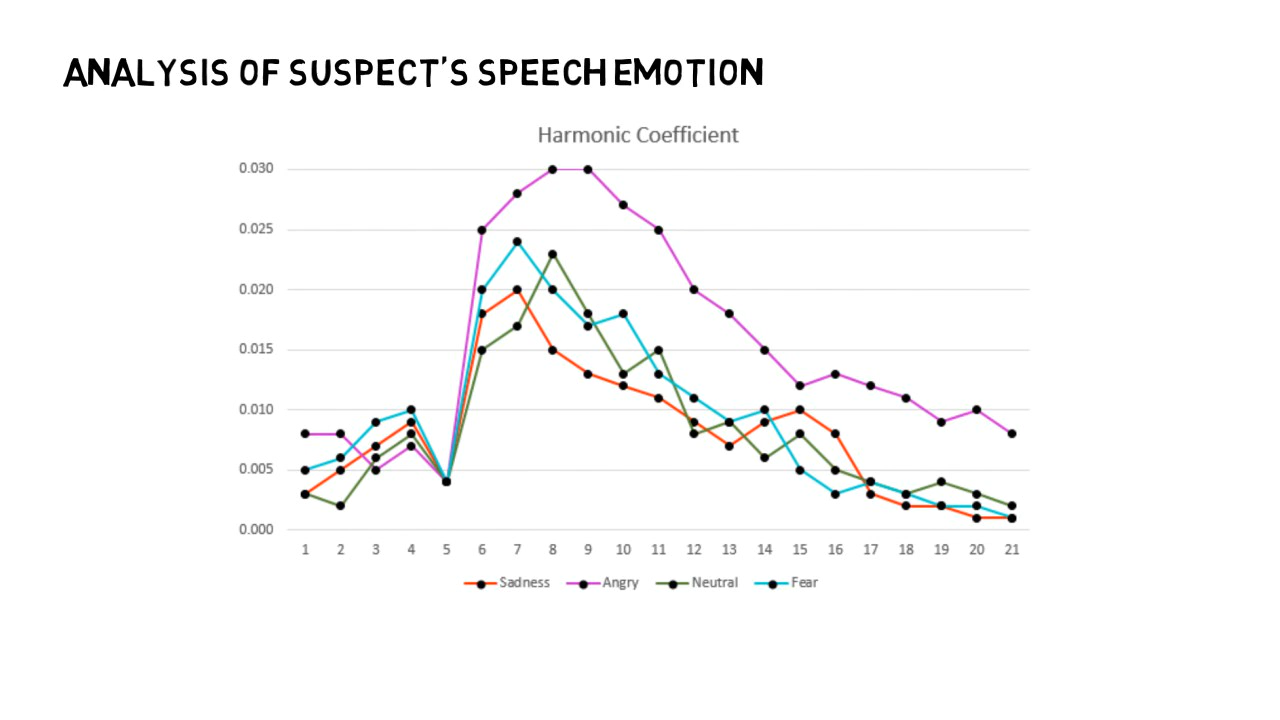 ANALYSIS OF SUSPECT'S SPEECH EMOTION
Harmonic Coefficient
0.030
0.025
0.020
0.015
0.010
0.005
0.000
1 2 3 4 5 6 7 8 9 10 11 12 13 14 15 16 17 18 19 20 21
Sadness Angry Neutral Fear